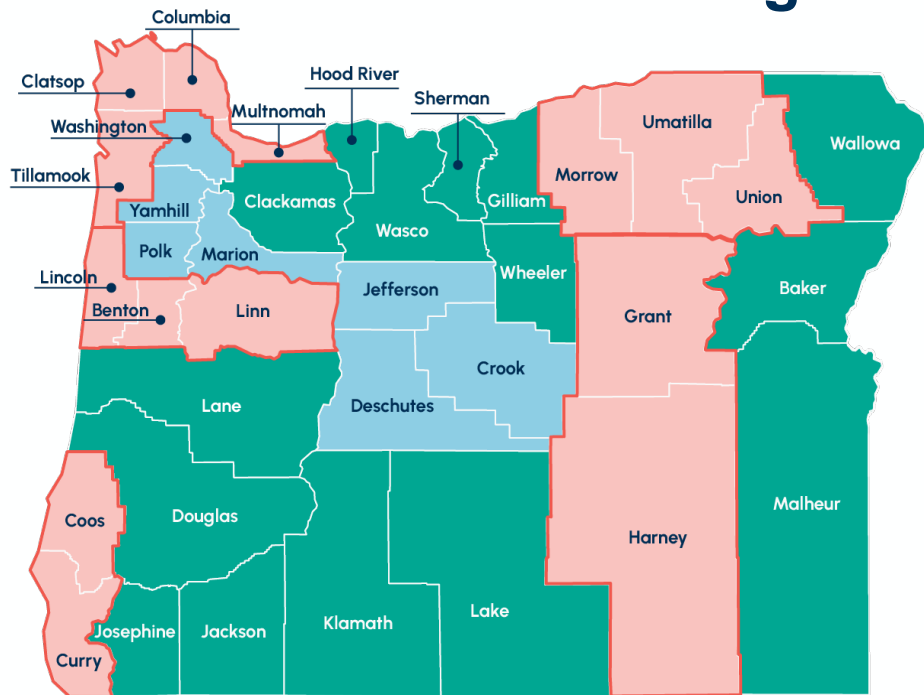 Columbia
Hood River
Clatsop
Sherman
Multnomah
Umatilla
Washington
Wallowa
Tillamook
Morrow
Union
Clackamas
Gilliam
Yamhill
Wasco
Polk
Marion
Wheeler
Lincoln
Jefferson
Baker
Benton
Linn
Grant
Crook
Lane
Deschutes
Malheur
Coos
Douglas
Harney
Lake
Klamath
Josephine
Jackson
Curry